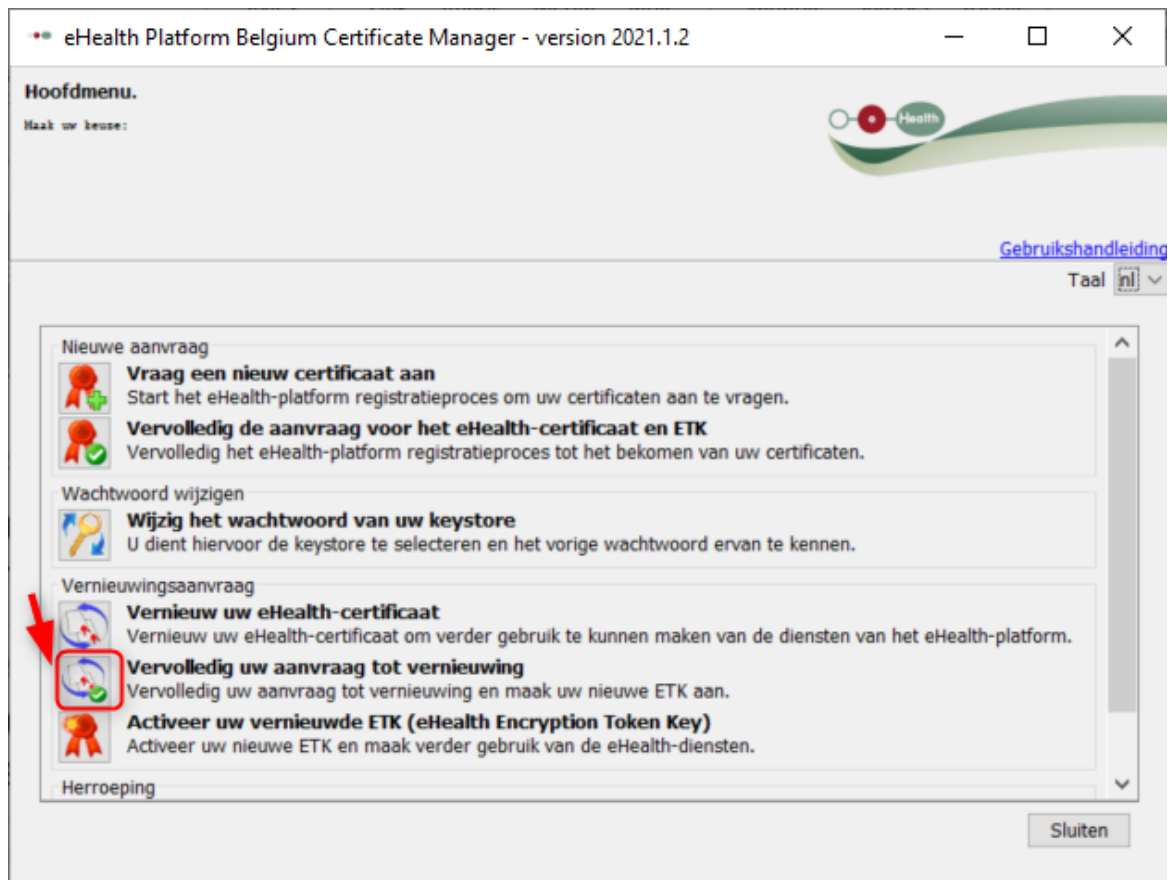 eHealth Platform Belgium Certificate Manager - version 2021.1.2
Hoofdmenu.
Maak uw keuse:
Health
Gebruikshandleiding
Taal nl
Nieuwe aanvraag
Vraag een nieuw certificaat aan
Start het eHealth-platform registratieproces om uw certificaten aan te vragen.
Vervolledig de aanvraag voor het eHealth-certificaat en ETK
Vervolledig het eHealth-platform registratieproces tot het bekomen van uw certificaten.
Wachtwoord wijzigen
Wijzig het wachtwoord van uw keystore
U dient hiervoor de keystore te selecteren en het vorige wachtwoord ervan te kennen.
Vernieuwingsaanvraag
Vernieuw uw eHealth-certificaat
Vernieuw uw eHealth-certificaat om verder gebruik te kunnen maken van de diensten van het eHealth-platform.
Vervolledig uw aanvraag tot vernieuwing
Vervolledig uw aanvraag tot vernieuwing en maak uw nieuwe ETK aan.
Activeer uw vernieuwde ETK (eHealth Encryption Token Key)
Activeer uw nieuwe ETK en maak verder gebruik van de eHealth-diensten.
Herroeping
Sluiten